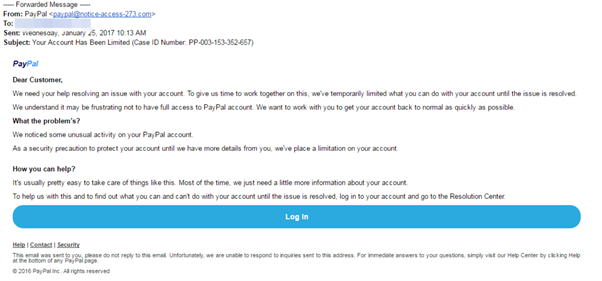 ----- Forwarded Message -----
From: PayPal <paypal@notice-access-273.com>
To:
Sent: Wednesday, January 25, 2017 10:13 AM
Subject: Your Account Has Been Limited (Case ID Number: PP-003-153-352-657)
PayPal
Dear Customer,
We need your help resolving an issue with your account. To give us time to work together on this, we've temporarily limited what you can do with your account until the issue is resolved.
We understand it may be frustrating not to have full access to PayPal account. We want to work with you to get your account back to normal as quickly as possible.
What the problem's?
We noticed some unusual activity on your PayPal account.
As a security precaution to protect your account until we have more details from you, we've place a limitation on your account.
How you can help?
It's usually pretty easy to take care of things like this. Most of the time, we just need a little more information about your account.
To help us with this and to find out what you can and can't do with your account until the issue is resolved, log in to your account and go to the Resolution Center.
Log In
Help | Contact | Security
This email was sent to you, please do not reply to this email. Unfortunately, we are unable to respond to inquiries sent to this address. For immediate answers to your questions, simply visit our Help Center by clicking Help
at the bottom of any PayPal page.
© 2016 PayPal Inc. All rights reserved